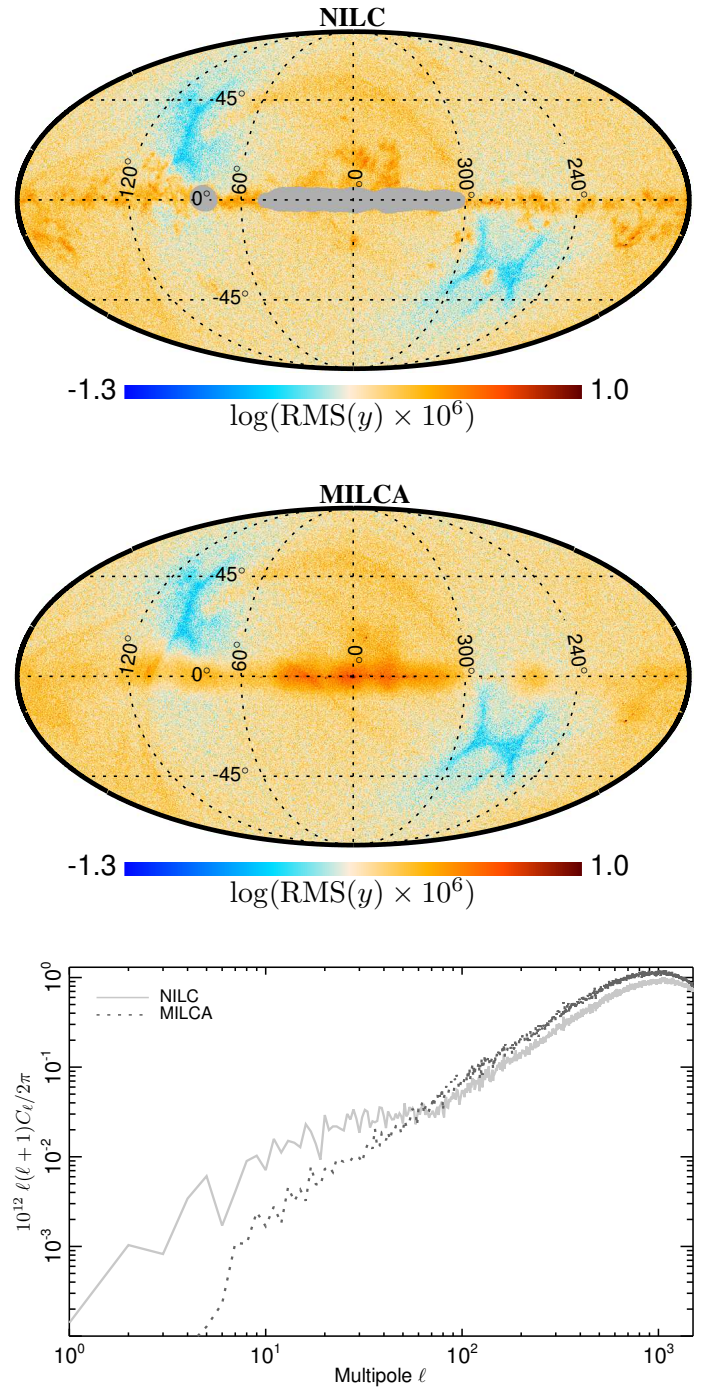 NILC
45°
120°
60°
0°
0°
300°
240°
-45°
-1.3
1.0
log(RMS(y) × 10⁶)
MILCA
45°
120°
60°
0°
0°
300°
240°
-45°
-1.3
1.0
log(RMS(y) × 10⁶)
10⁰
NILC
MILCA
10⁻¹
10¹² ℓ(ℓ + 1)Cℓ/2π
10⁻²
10⁻³
10⁰ 10¹ 10² 10³
Multipole ℓ